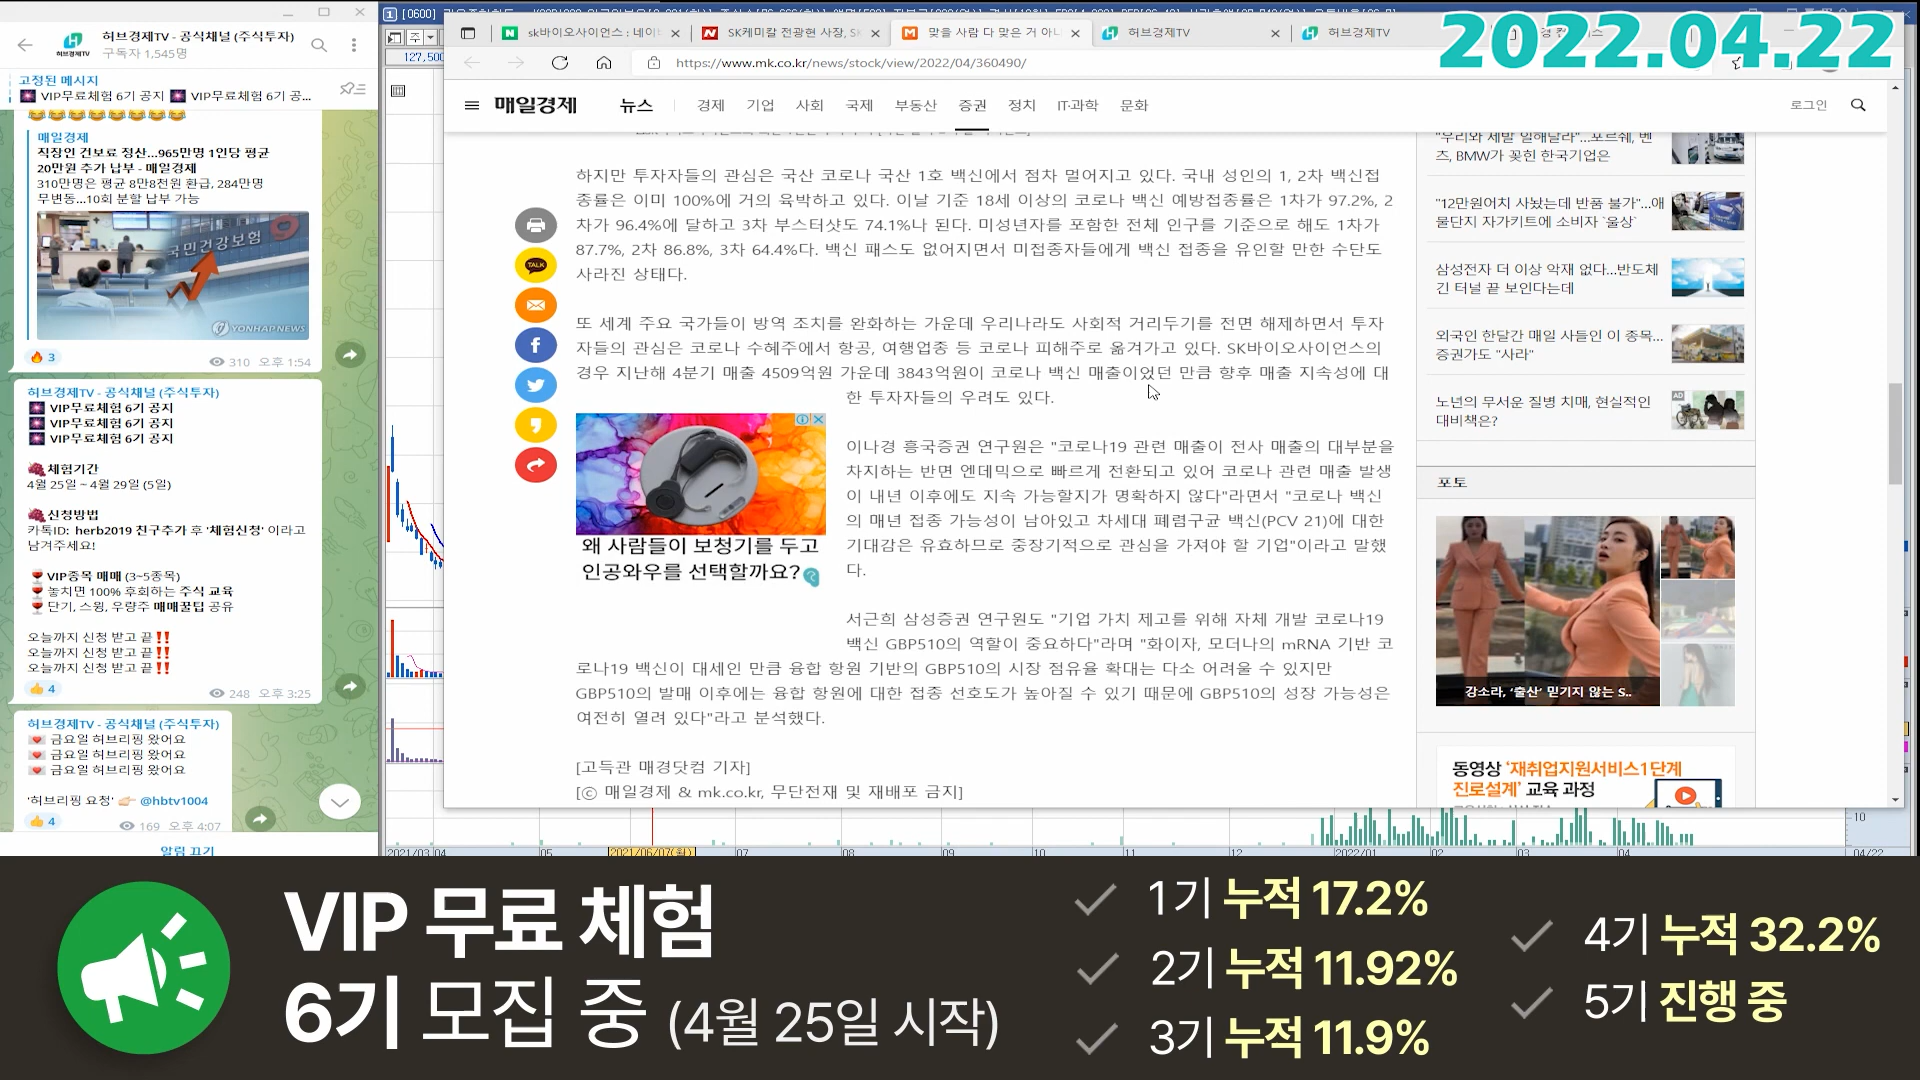 허브경제TV - 공식채널 (주식투자)
구독자 1,545명
고정된 메시지
VIP무료체험 6기 공지 VIP무료체험 6기 공...
매일경제
직장인 건보료 정산...965만명 1인당 평균
20만원 추가 납부 - 매일경제
310만명은 평균 8만8천원 환급, 284만명
무변동...10회 분할 납부 가능
국민건강보험
YONHAP NEWS
3
310 오후 1:54
허브경제TV - 공식채널 (주식투자)
VIP무료체험 6기 공지
VIP무료체험 6기 공지
VIP무료체험 6기 공지
체험기간
4월 25일 ~ 4월 29일 (5일)
신청방법
카톡ID: herb2019 친구추가 후 '체험신청' 이라고
남겨주세요!
VIP종목 매매 (3~5종목)
놓치면 100% 후회하는 주식 교육
단기, 스윙, 우량주 매매꿀팁 공유
오늘까지 신청 받고 끝‼
오늘까지 신청 받고 끝‼
오늘까지 신청 받고 끝‼
4
248 오후 3:25
허브경제TV - 공식채널 (주식투자)
금요일 허브리핑 왔어요
금요일 허브리핑 왔어요
금요일 허브리핑 왔어요
'허브리핑 요청' @hbtv1004
4
169 오후 4:07
알림 끄기
1 [0600]
주
127,500
sk바이오사이언스 : 네이버
SK케미칼 전광현 사장, S
맞을 사람 다 맞은 거 아니
허브경제TV
허브경제TV
2022.04.22
https://www.mk.co.kr/news/stock/view/2022/04/360490/
매일경제 뉴스 경제 기업 사회 국제 부동산 증권 정치 IT·과학 문화 로그인
하지만 투자자들의 관심은 국산 코로나 국산 1호 백신에서 점차 멀어지고 있다. 국내 성인의 1, 2차 백신접
종률은 이미 100%에 거의 육박하고 있다. 이날 기준 18세 이상의 코로나 백신 예방접종률은 1차가 97.2%, 2
차가 96.4%에 달하고 3차 부스터샷도 74.1%나 된다. 미성년자를 포함한 전체 인구를 기준으로 해도 1차가
87.7%, 2차 86.8%, 3차 64.4%다. 백신 패스도 없어지면서 미접종자들에게 백신 접종을 유인할 만한 수단도
사라진 상태다.
또 세계 주요 국가들이 방역 조치를 완화하는 가운데 우리나라도 사회적 거리두기를 전면 해제하면서 투자
자들의 관심은 코로나 수혜주에서 항공, 여행업종 등 코로나 피해주로 옮겨가고 있다. SK바이오사이언스의
경우 지난해 4분기 매출 4509억원 가운데 3843억원이 코로나 백신 매출이었던 만큼 향후 매출 지속성에 대
한 투자자들의 우려도 있다.
이나경 흥국증권 연구원은 "코로나19 관련 매출이 전사 매출의 대부분을
차지하는 반면 엔데믹으로 빠르게 전환되고 있어 코로나 관련 매출 발생
이 내년 이후에도 지속 가능할지가 명확하지 않다"라면서 "코로나 백신
의 매년 접종 가능성이 남아있고 차세대 폐렴구균 백신(PCV 21)에 대한
기대감은 유효하므로 중장기적으로 관심을 가져야 할 기업"이라고 말했
다.
서근희 삼성증권 연구원도 "기업 가치 제고를 위해 자체 개발 코로나19
백신 GBP510의 역할이 중요하다"라며 "화이자, 모더나의 mRNA 기반 코
로나19 백신이 대세인 만큼 융합 항원 기반의 GBP510의 시장 점유율 확대는 다소 어려울 수 있지만
GBP510의 발매 이후에는 융합 항원에 대한 접종 선호도가 높아질 수 있기 때문에 GBP510의 성장 가능성은
여전히 열려 있다"라고 분석했다.
[고득관 매경닷컴 기자]
[ⓒ 매일경제 & mk.co.kr, 무단전재 및 재배포 금지]
TALK
왜 사람들이 보청기를 두고
인공와우를 선택할까요?
"우리와 세발 일해달라"...포르쉐, 벤
츠, BMW가 꽂힌 한국기업은
"12만원어치 사놨는데 반품 불가"...애
물단지 자가키트에 소비자 `울상`
삼성전자 더 이상 악재 없다...반도체
긴 터널 끝 보인다는데
외국인 한달간 매일 사들인 이 종목...
증권가도 "사라"
노년의 무서운 질병 치매, 현실적인
대비책은?
AD
포토
강소라, '출산' 믿기지 않는 S..
동영상 '재취업지원서비스1단계
진로설계' 교육 과정
2021/03 04 05 2021/06/07(월) 07 08 09 10 11 12 2022/01 02 03 04 04/22
10
VIP 무료 체험
6기 모집 중 (4월 25일 시작)
1기 누적 17.2%
2기 누적 11.92%
3기 누적 11.9%
4기 누적 32.2%
5기 진행 중